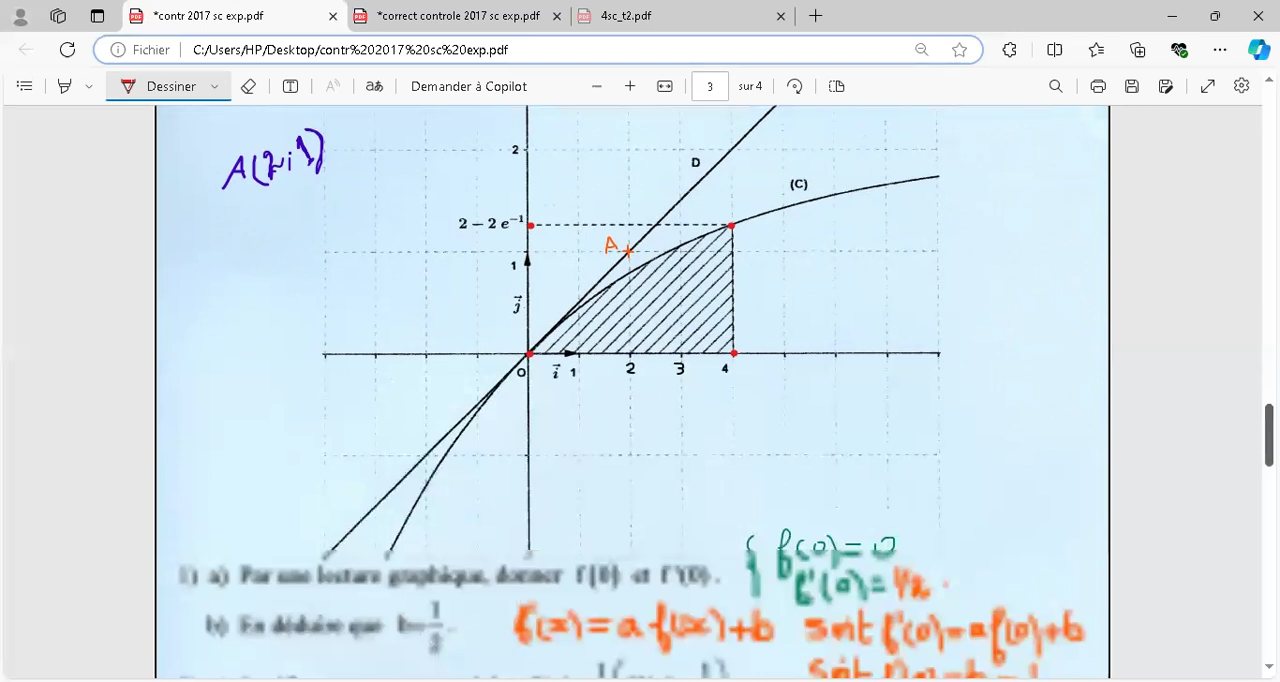 *contr 2017 sc exp.pdf
*correct controle 2017 sc exp.pdf
4sc_t2.pdf
Fichier
C:/Users/HP/Desktop/contr%202017%20sc%20exp.pdf
Dessiner
Demander à Copilot
3
sur 4
A(2;1)
2
D
(C)
2 − 2 e⁻¹
A
1
j
O
i
1
2
3
4
f(0) = 0
1) a) Par une lecture graphique, donner f(0) et f'(0).
f'(0) = 1/2
b) En déduire que b=1/2.
f'(x) = a f(x) + b
f'(0) = a f(0) + b